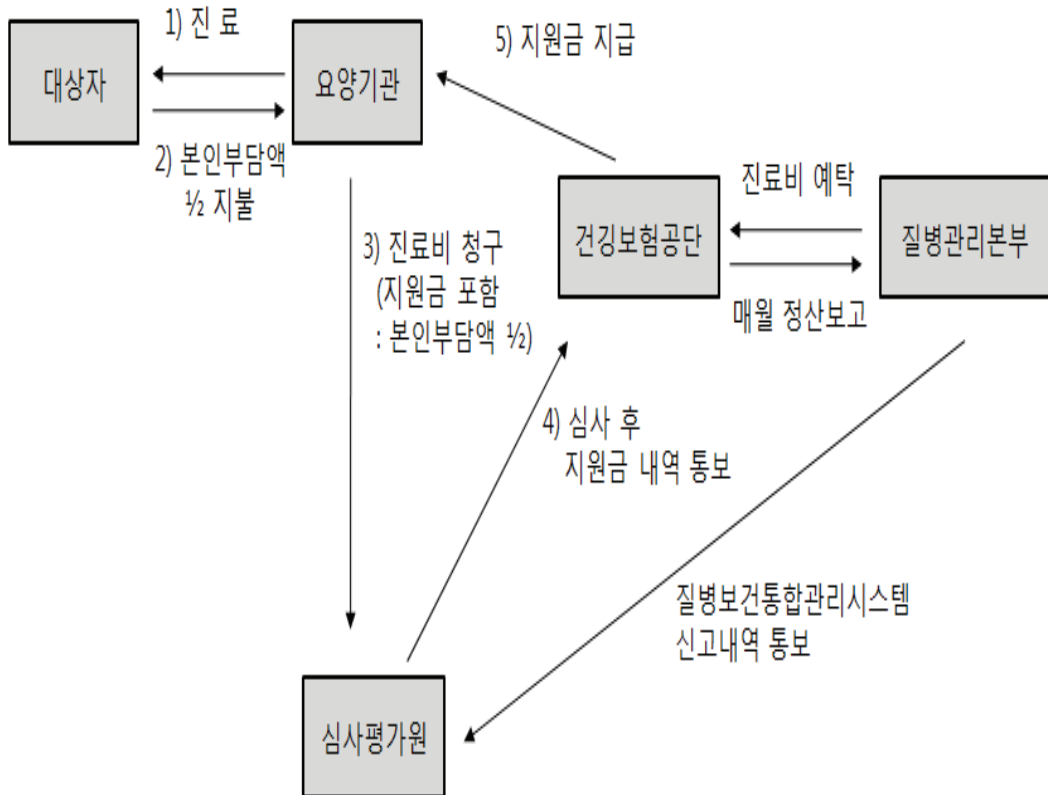 1) 진 료
5) 지원금 지급
대상자
요양기관
2) 본인부담액
½ 지불
진료비 예탁
3) 진료비 청구
(지원금 포함
: 본인부담액 ½)
건깅보험공단
질병관리본부
매월 정산보고
4) 심사 후
지원금 내역 통보
질병보건통합관리시스템
신고내역 통보
심사평가원